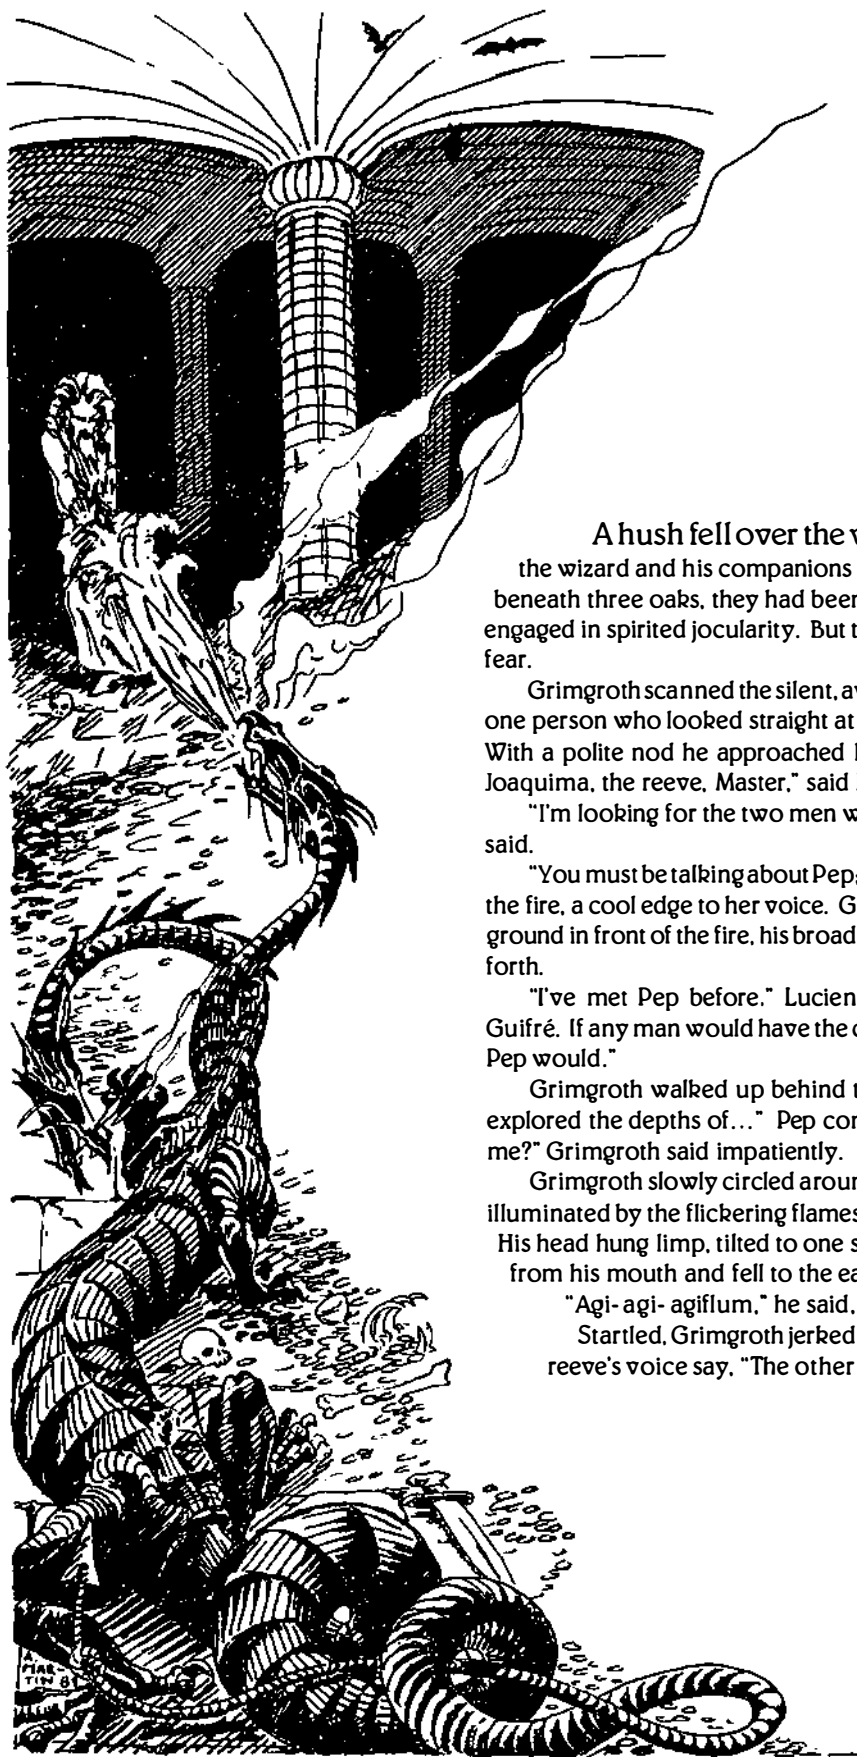 A hush fell over the
the wizard and his companions
beneath three oaks, they had been
engaged in spirited jocularity. But
fear.
Grimgroth scanned the silent,
one person who looked straight at
With a polite nod he approached
Joaquima, the reeve, Master,” said
“I’m looking for the two men
said.
“You must be talking about
the fire, a cool edge to her voice. G
ground in front of the fire, his broad
forth.
“I’ve met Pep before.” Lucien
Guifré. If any man would have the
Pep would.”
Grimgroth walked up behind
explored the depths of...” Pep
me?” Grimgroth said impatiently.
Grimgroth slowly circled
illuminated by the flickering flames
His head hung limp, tilted to one
from his mouth and fell to the
“Agi- agi- agiflum,” he said,
Startled, Grimgroth jerked
reeve’s voice say, “The other
A.
MAR-
TIN 89